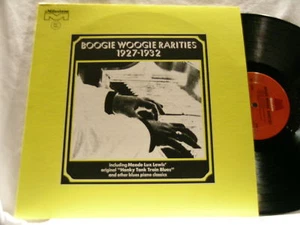 BOOGIE WOOGIE RARITIES
1927-1932
including Meade Lux Lewis'
original "Honky Tonk Train Blues"
and other blues piano classics